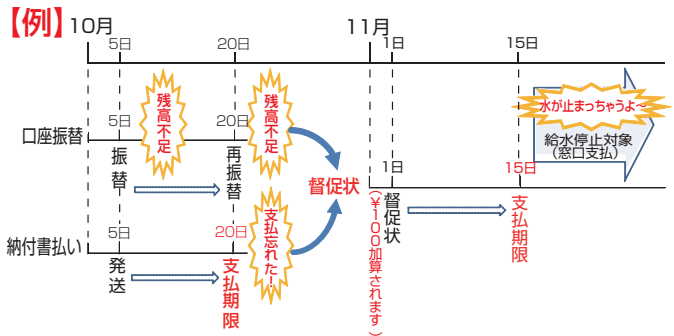 【例】
10月
11月
5日
20日
1日
15日
残高不足
残高不足
水が止まっちゃうよ～
口座振替
5日
20日
給水停止対象
(窓口支払)
振替
再振替
督促状
1日
15日
支払忘れた！
(￥100加算されます)
督促状
支払期限
納付書払い
5日
20日
発送
支払期限